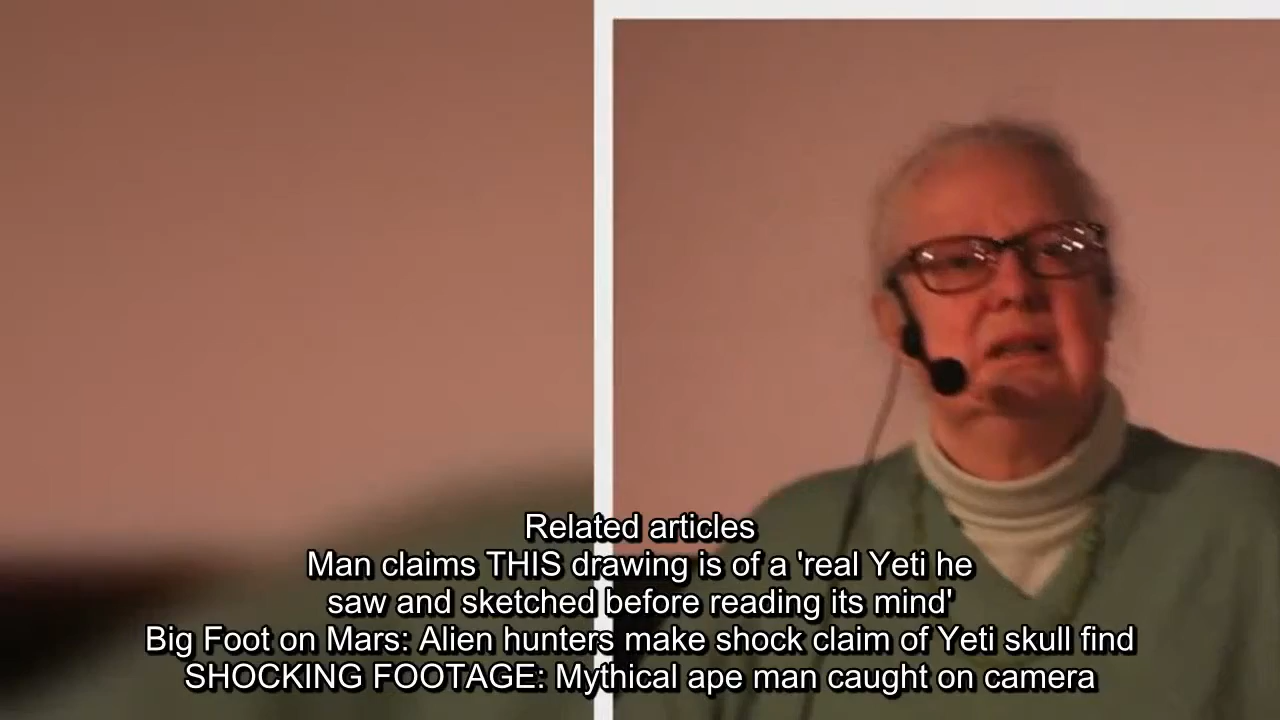 Related articles
Man claims THIS drawing is of a 'real Yeti he
saw and sketched before reading its mind'
Big Foot on Mars: Alien hunters make shock claim of Yeti skull find
SHOCKING FOOTAGE: Mythical ape man caught on camera